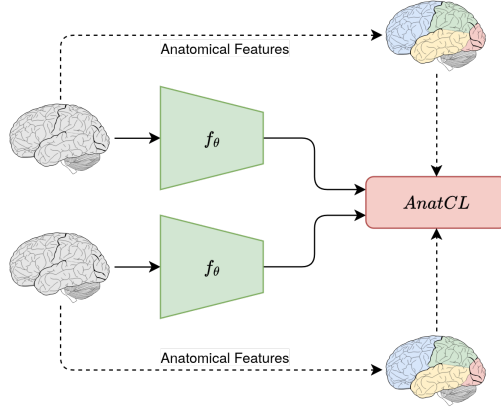 Anatomical Features
f_θ
AnatCL
f_θ
Anatomical Features